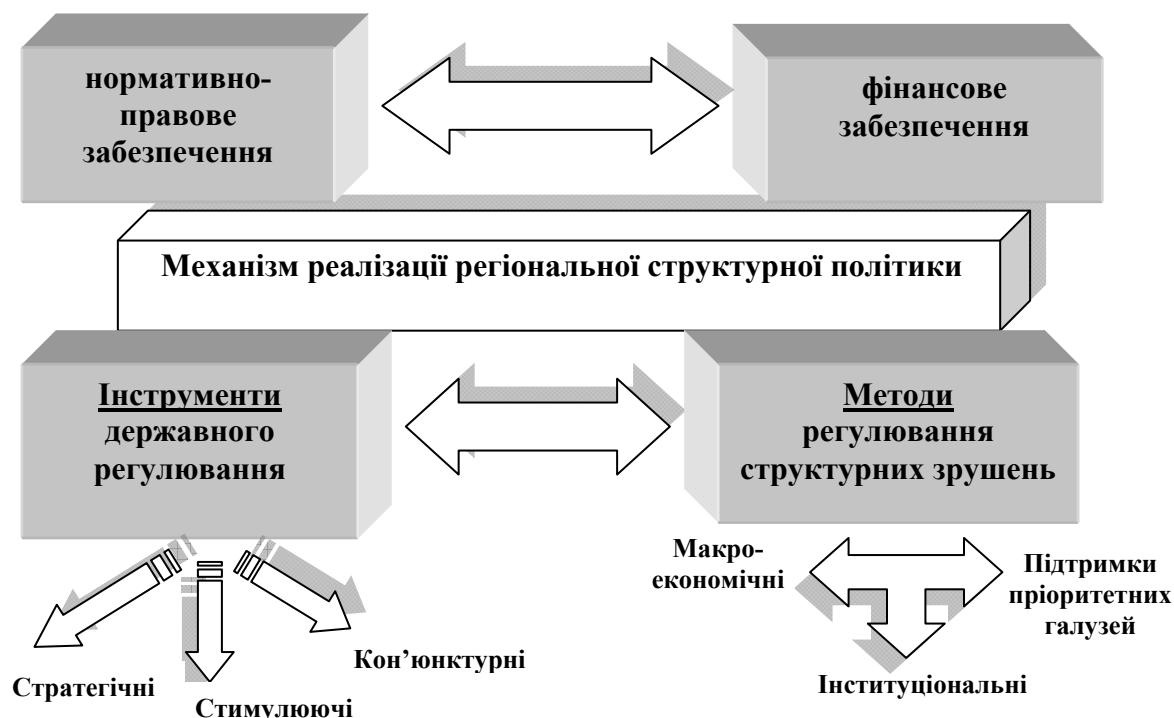 нормативно-
правове
забезпечення
фінансове
забезпечення
Механізм реалізації регіональної структурної політики
Інструменти
державного
регулювання
Методи
регулювання
структурних зрушень
Макро-
економічні
Підтримки
пріоритетних
галузей
Кон’юнктурні
Стратегічні
Стимулюючі
Інституціональні